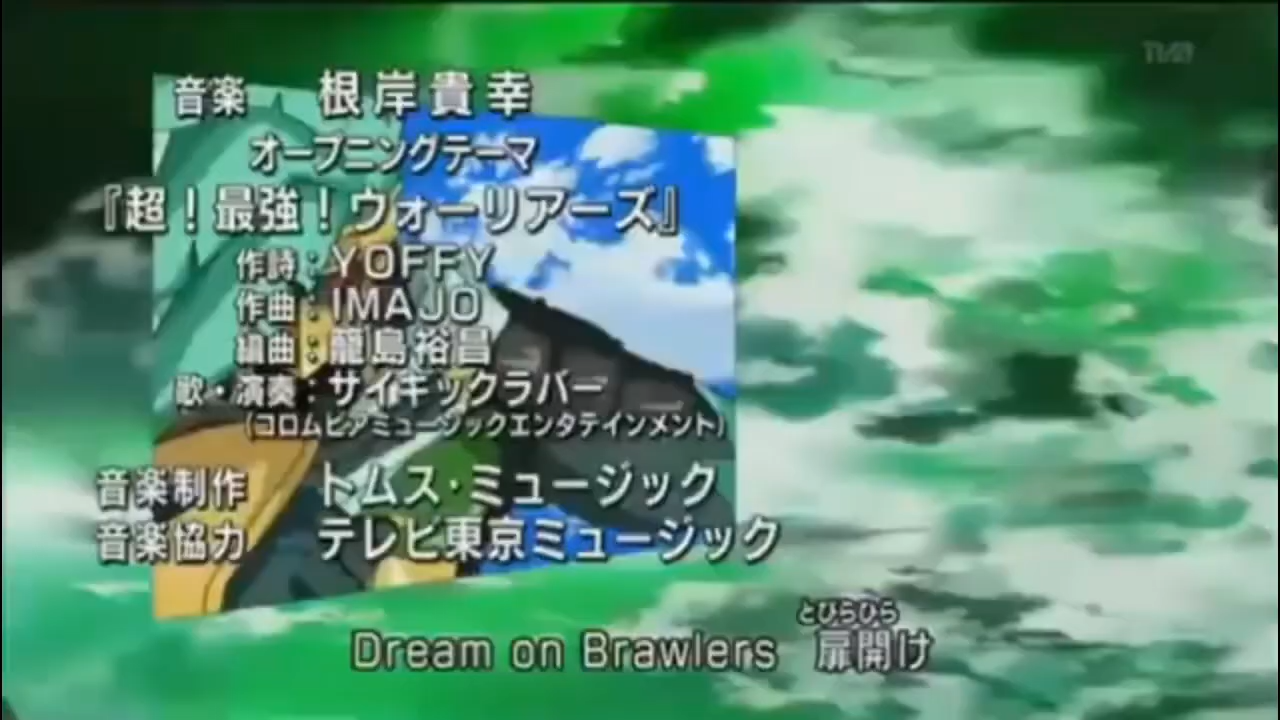 音楽 根岸貴幸
オープニングテーマ
『超!最強!ウォーリアーズ』
作詩:YOFFY
作曲:IMAJO
編曲:龍島裕昌
歌・演奏:サイキックラバー
(コロムビアミュージックエンタテインメント)
音楽制作 トムス・ミュージック
音楽協力 テレビ東京ミュージック
とびらひら
Dream on Brawlers 扉開け